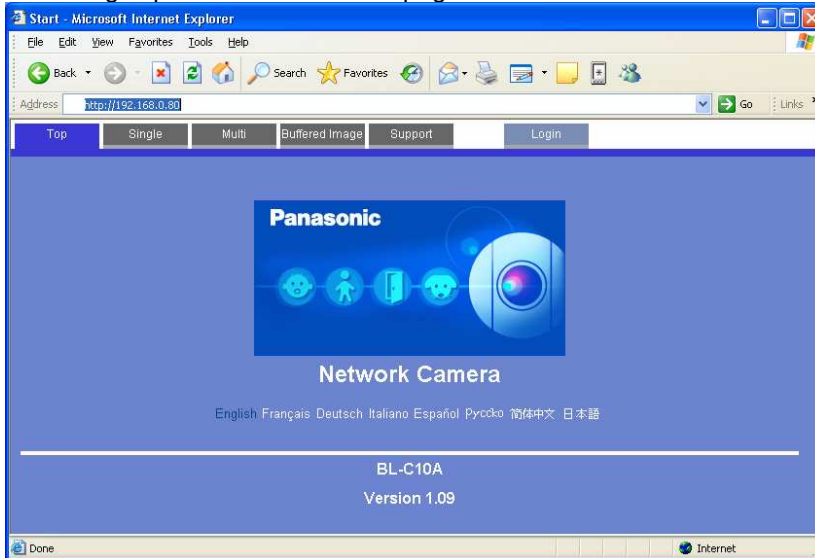 Start - Microsoft Internet Explorer
File Edit View Favorites Tools Help
Back Search Favorites
Address http://192.168.0.80 Go Links
Top Single Multi Buffered Image Support Login
Panasonic
Network Camera
English Français Deutsch Italiano Español Русско 简体中文 日本語
BL-C10A
Version 1.09
Done Internet